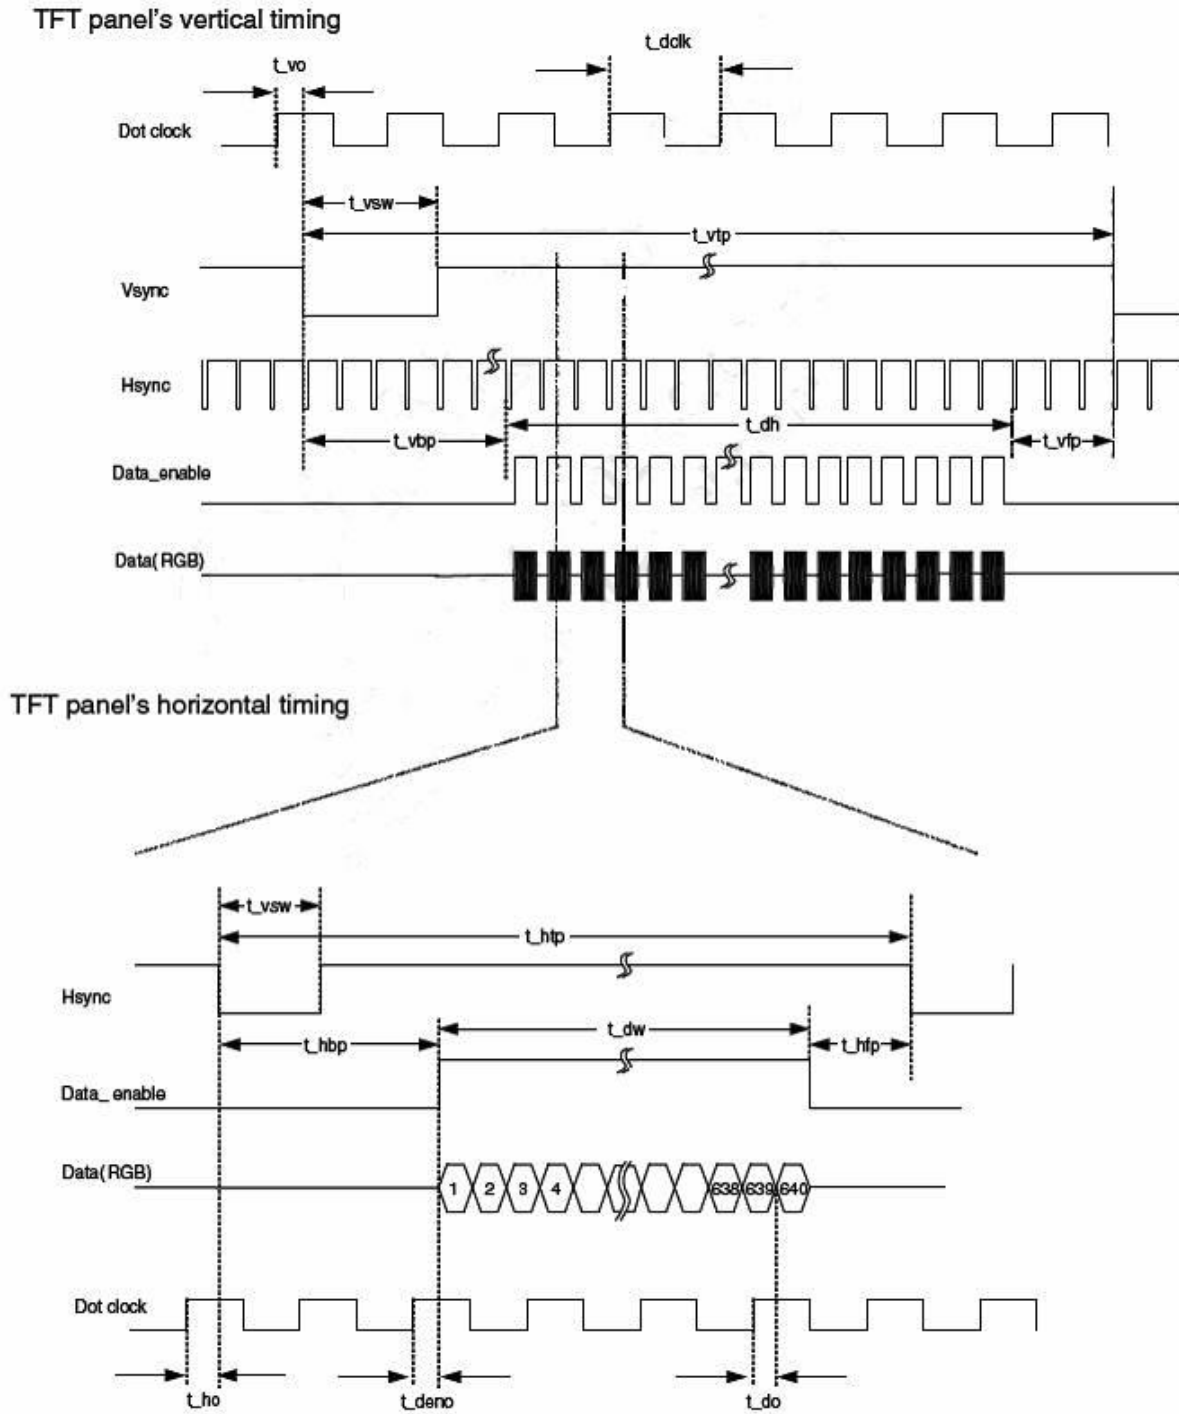 TFT panel's vertical timing
t_dclk
t_vo
Dot clock
t_vsw
t_vtp
Vsync
Hsync
t_dh
t_vbp
t_vfp
Data_enable
Data(RGB)
TFT panel's horizontal timing
t_vsw
t_htp
Hsync
t_dw
t_hbp
t_hfp
Data_ enable
Data(RGB)
1 2 3 4 638 639 640
Dot clock
t_ho
t_deno
t_do